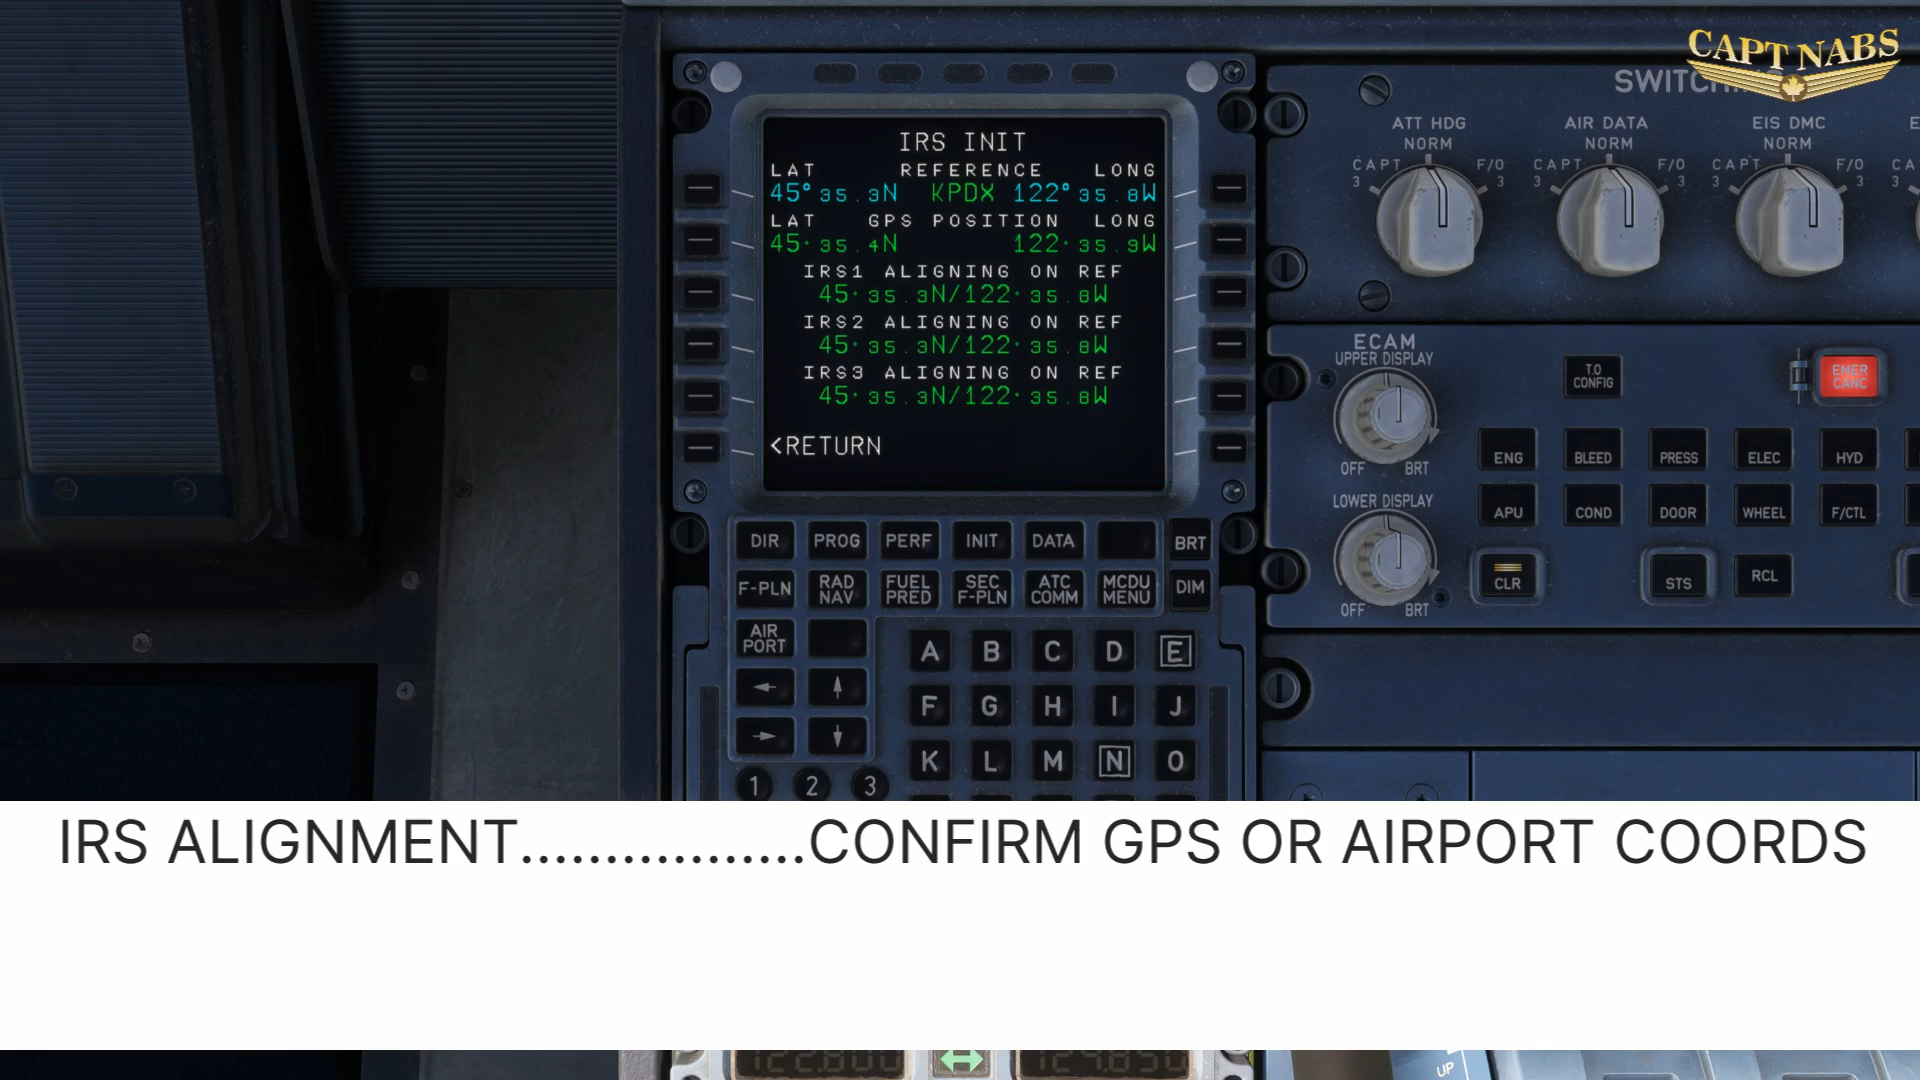 CAPT NABS
IRS INIT
LAT REFERENCE LONG
45°35.3N KPDX 122°35.8W
LAT GPS POSITION LONG
45·35.4N 122·35.9W
IRS1 ALIGNING ON REF
45·35.3N/122·35.8W
IRS2 ALIGNING ON REF
45·35.3N/122·35.8W
IRS3 ALIGNING ON REF
45·35.3N/122·35.8W
<RETURN
DIR PROG PERF INIT DATA BRT
F-PLN RAD NAV FUEL PRED SEC F-PLN ATC COMM MCDU MENU DIM
AIR PORT
← ↑
→ ↓
A B C D E
F G H I J
K L M N O
1 2 3
ATT HDG AIR DATA EIS DMC
NORM NORM NORM
CAPT 3 F/O 3 CAPT 3 F/O 3 CAPT 3 F/O 3
ECAM
UPPER DISPLAY
OFF BRT
LOWER DISPLAY
OFF BRT
T.O CONFIG
EMER CANC
ENG BLEED PRESS ELEC HYD
APU COND DOOR WHEEL F/CTL
CLR STS RCL
IRS ALIGNMENT.................CONFIRM GPS OR AIRPORT COORDS
UP